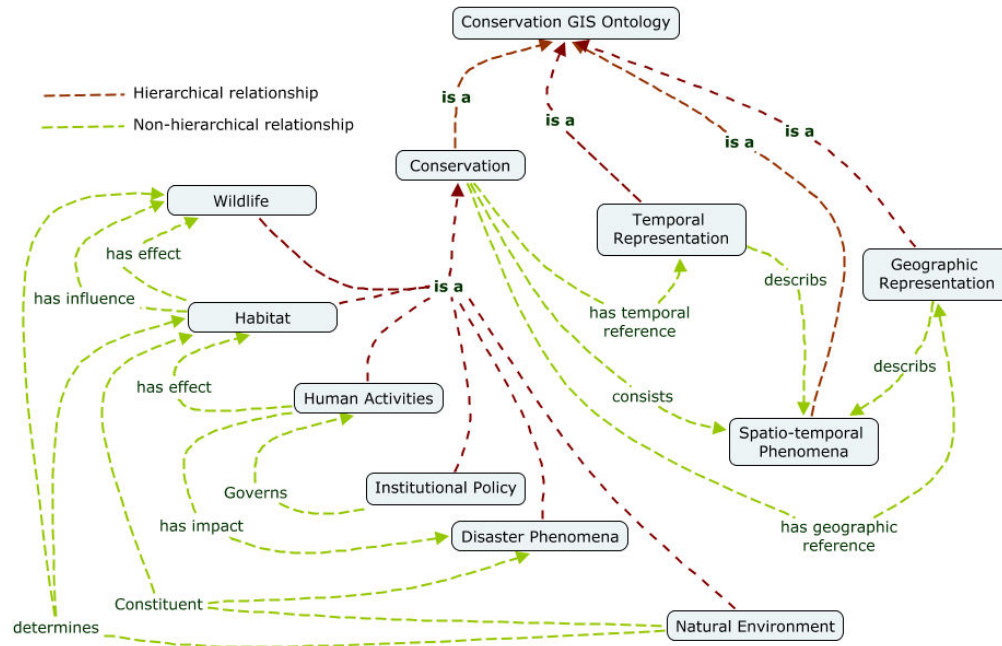 Conservation GIS Ontology
Hierarchical relationship
Non-hierarchical relationship
is a
is a
is a
is a
Conservation
Wildlife
Temporal
Representation
Geographic
Representation
has effect
describs
is a
has influence
Habitat
has temporal
reference
describs
has effect
Human Activities
consists
Spatio-temporal
Phenomena
Governs
Institutional Policy
has impact
Disaster Phenomena
has geographic
reference
Constituent
determines
Natural Environment